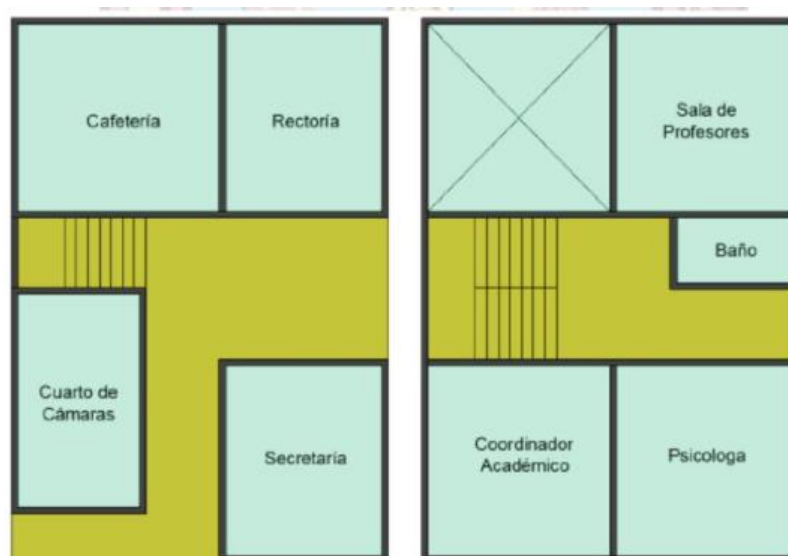 Cafetería
Rectoría
Cuarto de
Cámaras
Secretaría
Sala de
Profesores
Baño
Coordinador
Académico
Psicologa